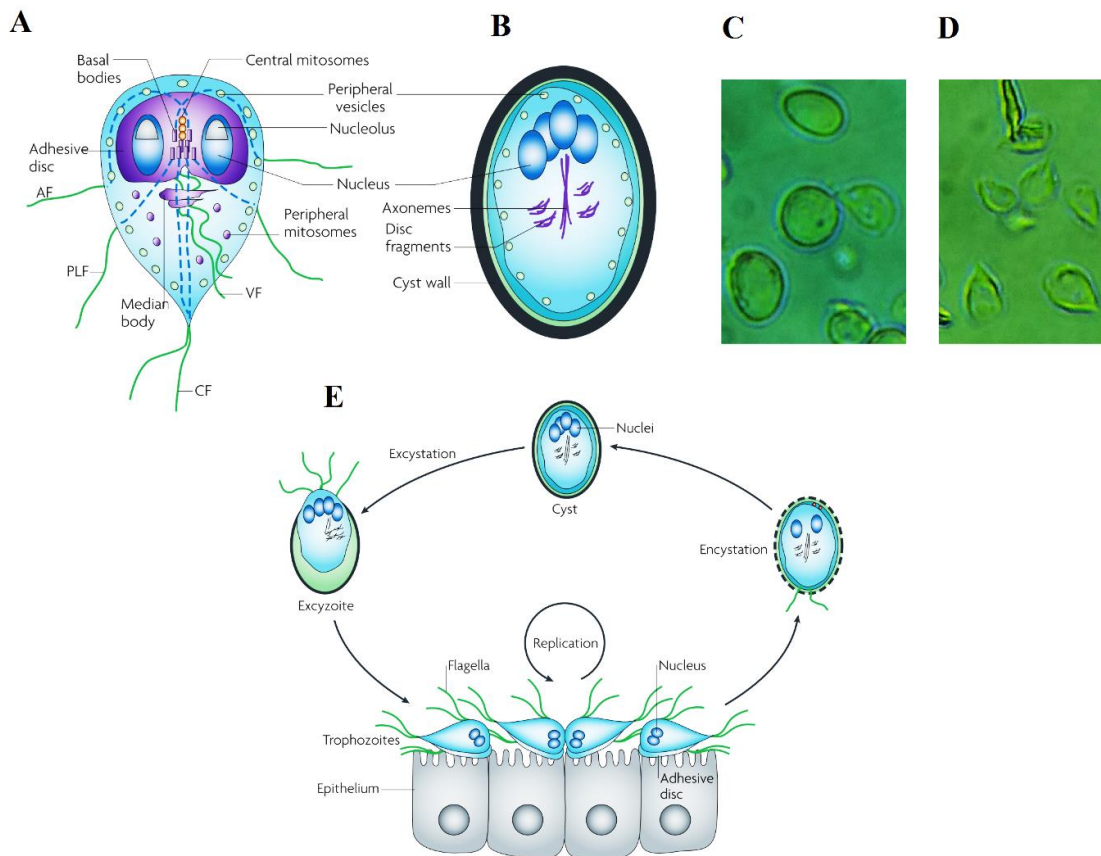 A
B
C
D
Basal
bodies
Central mitosomes
Peripheral
vesicles
Nucleolus
Adhesive
disc
Nucleus
AF
Axonemes
Peripheral
mitosomes
Disc
fragments
PLF
Cyst wall
VF
Median
body
CF
E
Nuclei
Excystation
Cyst
Encystation
Excyzoite
Replication
Flagella
Nucleus
Trophozoites
Epithelium
Adhesive
disc